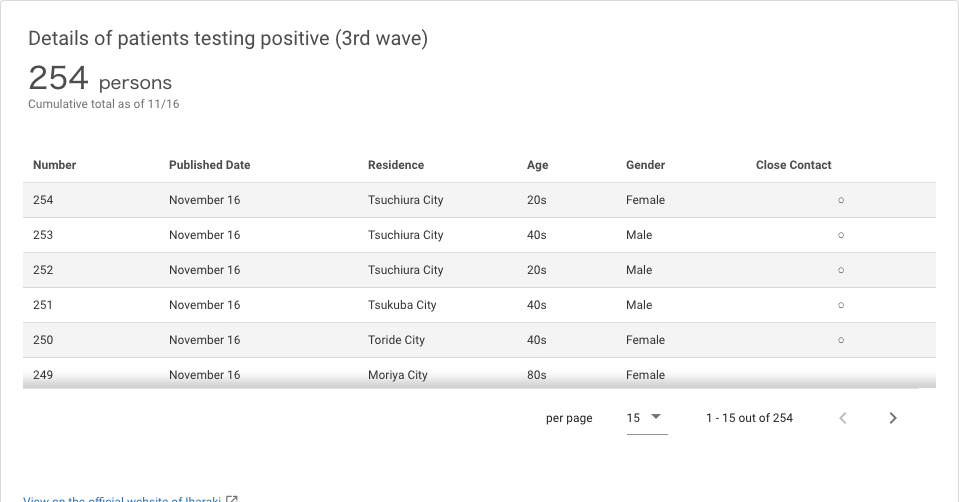 Details of patients testing positive (3rd wave)
254 persons
Cumulative total as of 11/16
Number Published Date Residence Age Gender Close Contact
254 November 16 Tsuchiura City 20s Female ○
253 November 16 Tsuchiura City 40s Male ○
252 November 16 Tsuchiura City 20s Male ○
251 November 16 Tsukuba City 40s Male ○
250 November 16 Toride City 40s Female ○
249 November 16 Moriya City 80s Female
per page 15 1 - 15 out of 254
View on the official website of Ibaraki